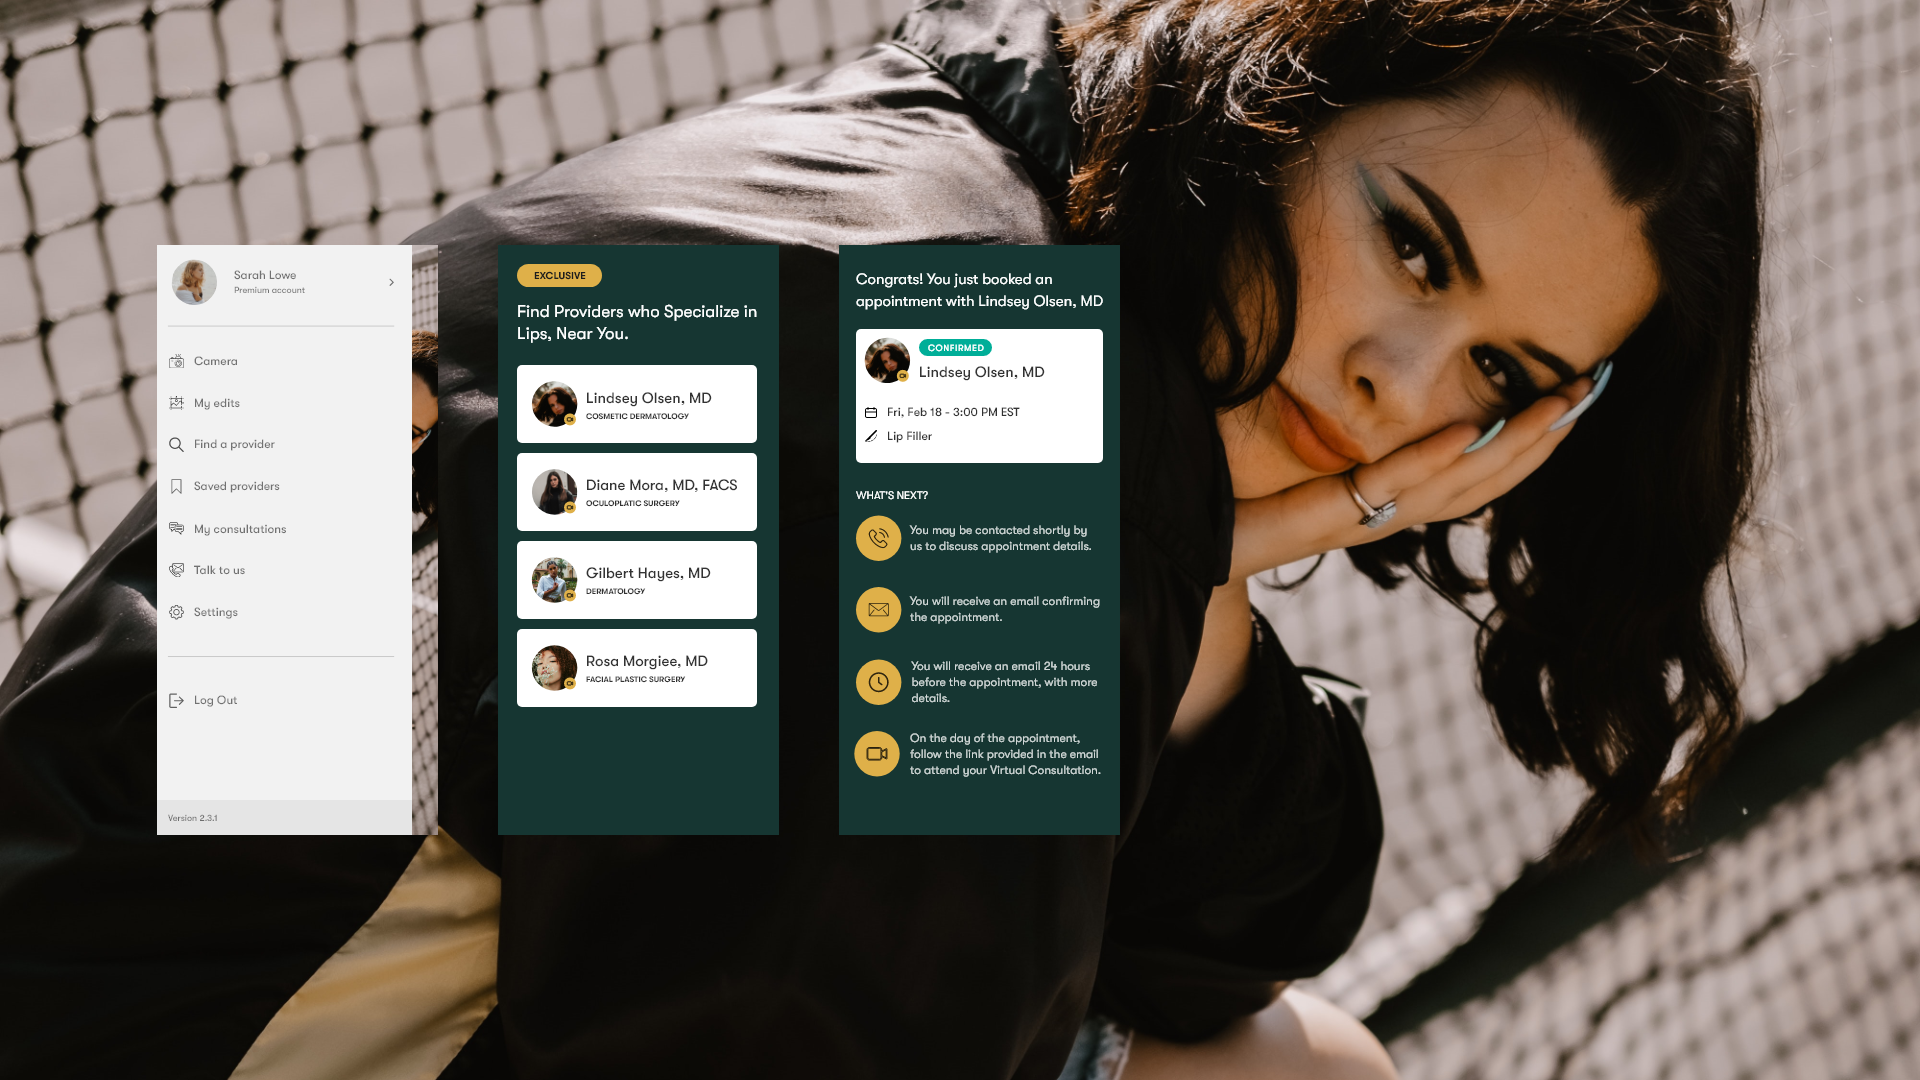 Sarah Lowe
Premium account
Camera
My edits
Find a provider
Saved providers
My consultations
Talk to us
Settings
Log Out
Version 2.3.1
EXCLUSIVE
Find Providers who Specialize in
Lips, Near You.
Lindsey Olsen, MD
COSMETIC DERMATOLOGY
Diane Mora, MD, FACS
OCULOPLATIC SURGERY
Gilbert Hayes, MD
DERMATOLOGY
Rosa Morgiee, MD
FACIAL PLASTIC SURGERY
Congrats! You just booked an
appointment with Lindsey Olsen, MD
CONFIRMED
Lindsey Olsen, MD
Fri, Feb 18 - 3:00 PM EST
Lip Filler
WHAT'S NEXT?
You may be contacted shortly by
us to discuss appointment details.
You will receive an email confirming
the appointment.
You will receive an email 24 hours
before the appointment, with more
details.
On the day of the appointment,
follow the link provided in the email
to attend your Virtual Consultation.